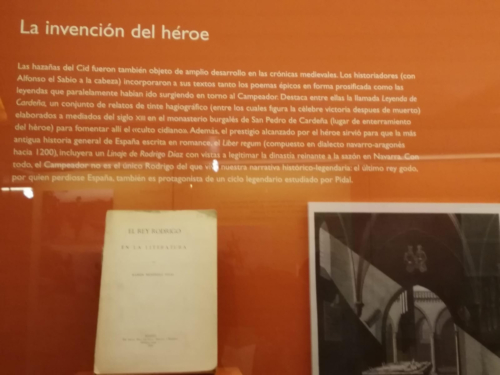 La invención del héroe
Las hazañas del Cid fueron también objeto de amplio desarrollo en las crónicas medievales. Los historiadores (con
Alfonso el Sabio a la cabeza) incorporaron a sus textos tanto los poemas épicos en forma prosificada como las
leyendas que paralelamente habían ido surgiendo en torno al Campeador. Destaca entre ellas la llamada Leyenda de
Cardeña, un conjunto de relatos de tinte hagiográfico (entre los cuales figura la célebre victoria despues de muerto)
elaborados a mediados del siglo XIII en el monasterio burgalés de San Pedro de Cardeña (lugar de enterramiento
del héroe) para fomentar allí el «culto cidiano». Además, el prestigio alcanzado por el héroe sirvió para que la más
antigua historia general de España escrita en romance, el Liber regum (compuesto en dialecto navarro-aragonés
hacia 1200), incluyera un Linaje de Rodrigo Díaz con vistas a legitimar la dinastía reinante a la sazón en Navarra. Con
todo, el Campeador no es el único Rodrigo del que vive nuestra narrativa histórico-legendaria: el último rey godo,
por quien perdiose España, también es protagonista de un ciclo legendario estudiado por Pidal.
EL REY RODRIGO
EN LA LITERATURA